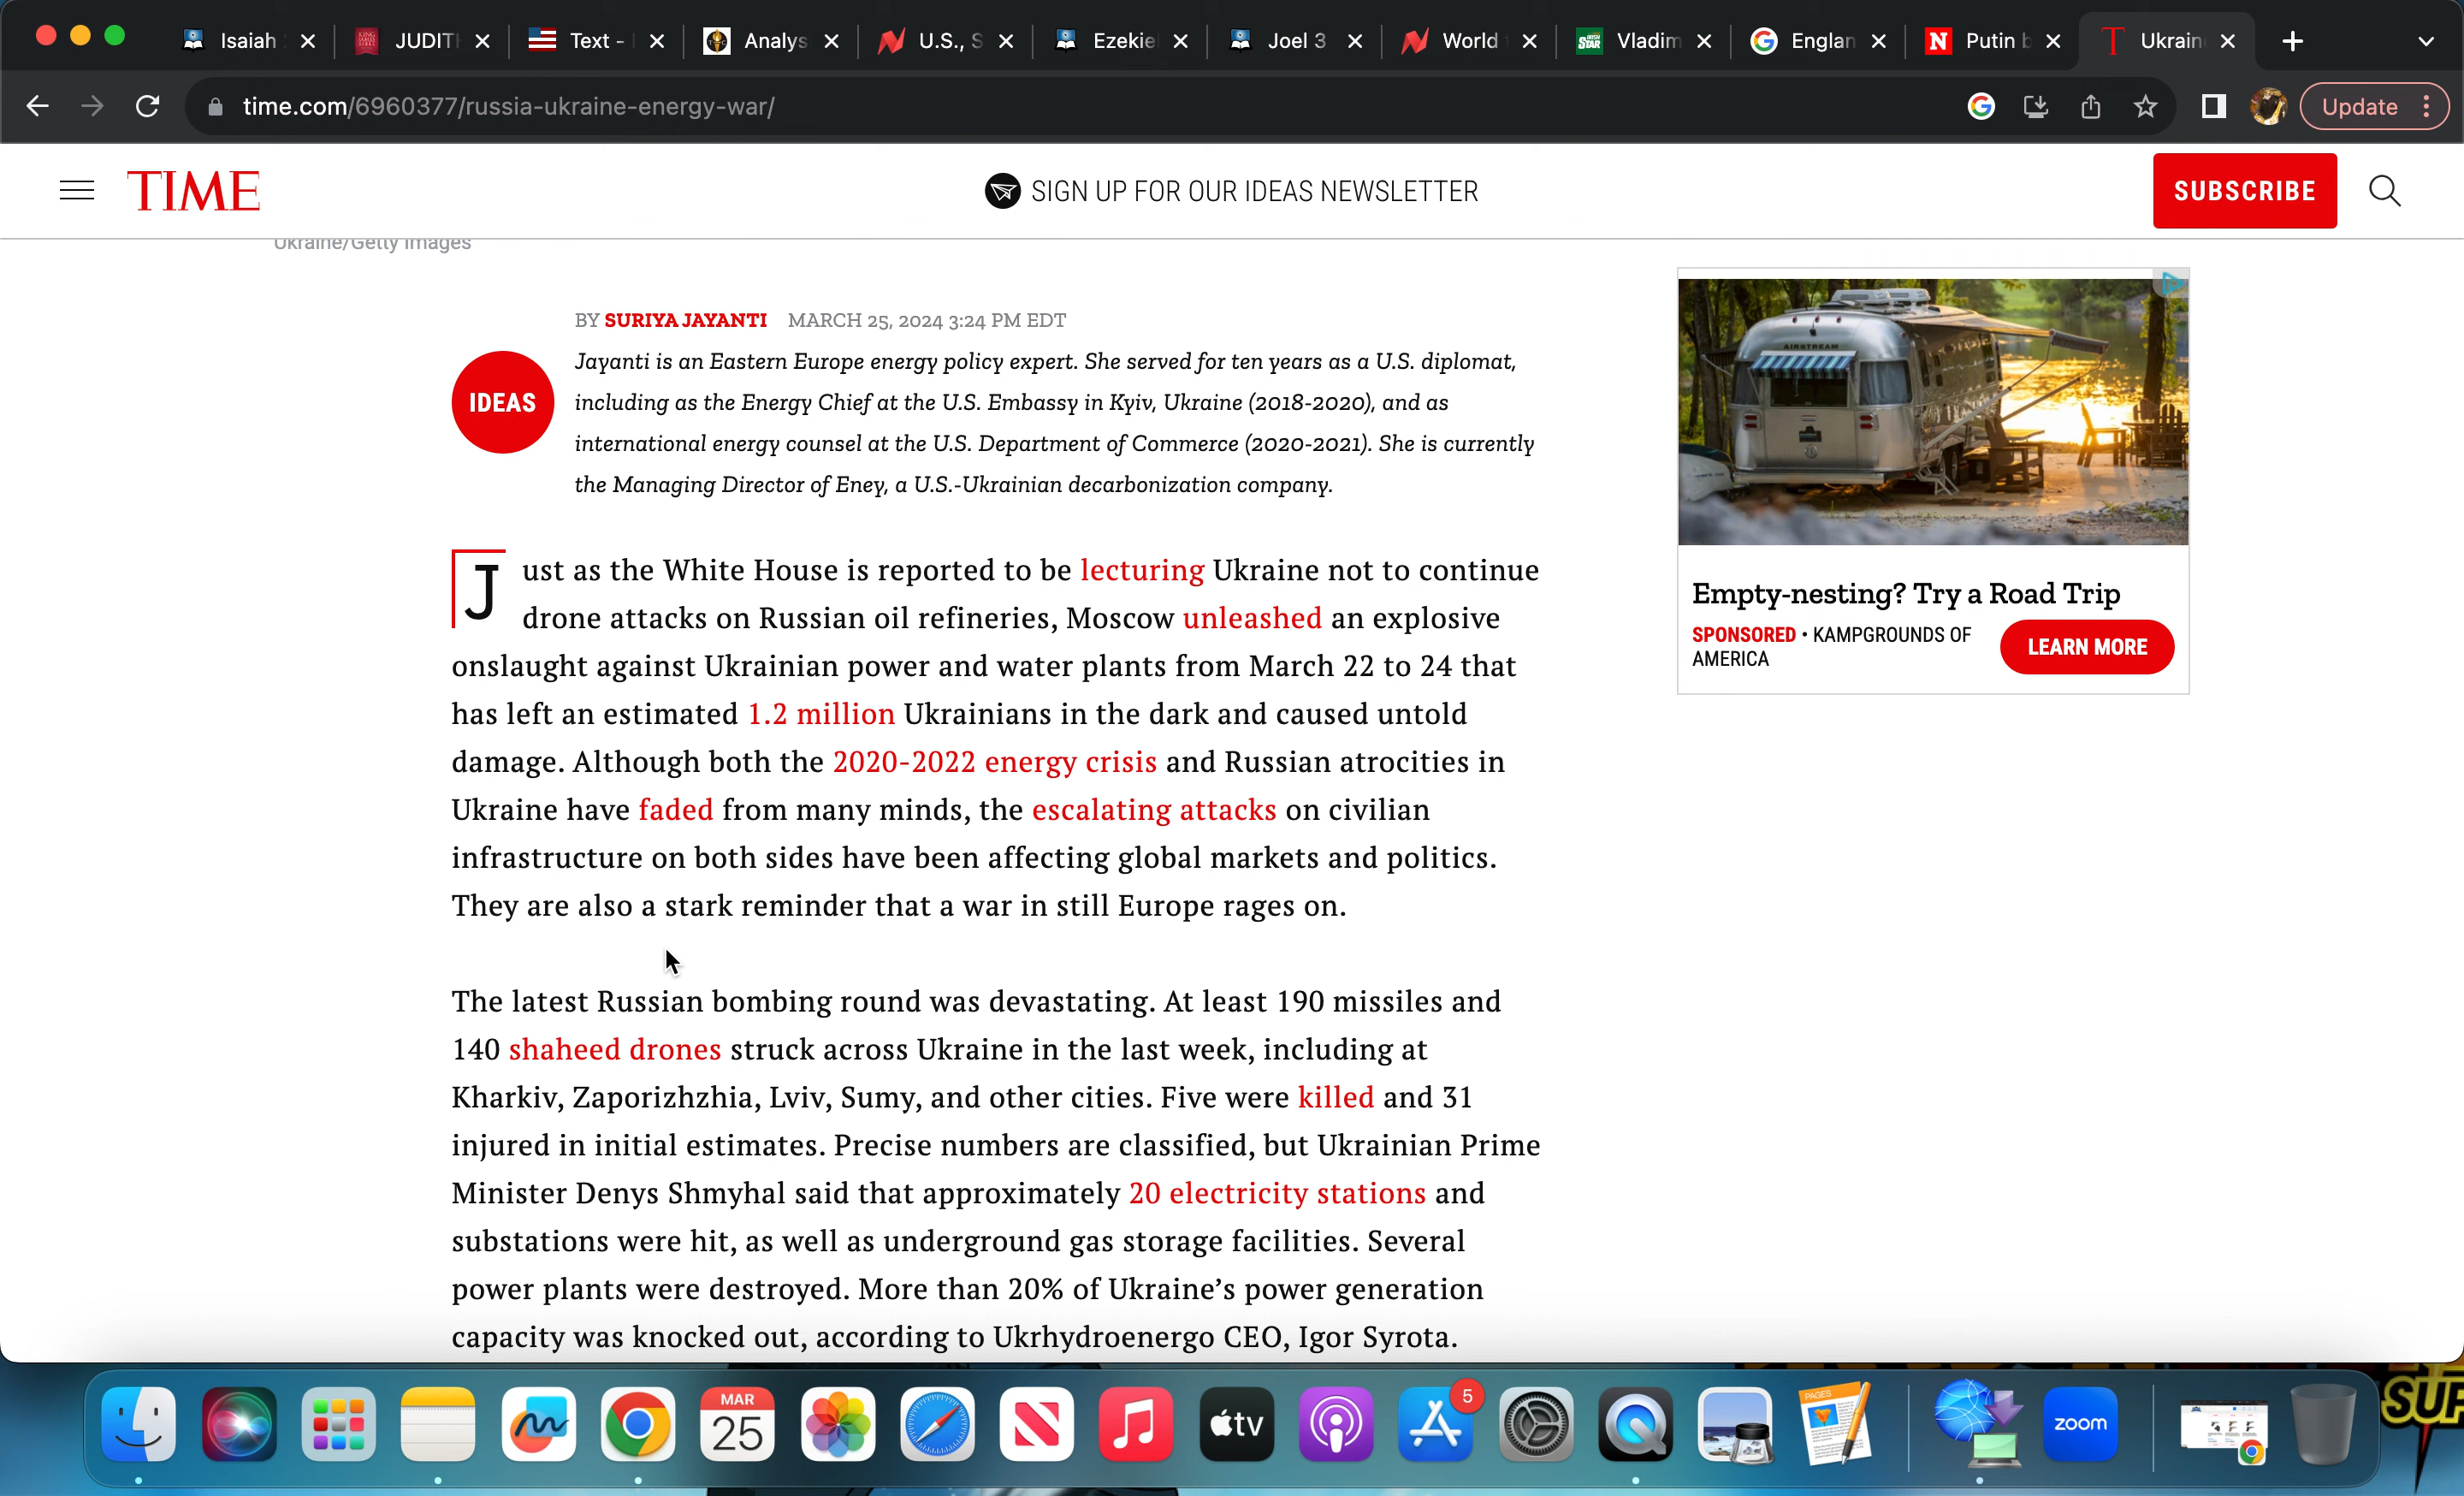 Isaiah
JUDIT
Text -
Analys
U.S., S
Ezekie
Joel 3
World
Vladim
Englan
Putin b
Ukrain
time.com/6960377/russia-ukraine-energy-war/
Update
TIME
SIGN UP FOR OUR IDEAS NEWSLETTER
SUBSCRIBE
Ukraine/Getty Images
BY SURIYA JAYANTI MARCH 25, 2024 3:24 PM EDT
IDEAS
Jayanti is an Eastern Europe energy policy expert. She served for ten years as a U.S. diplomat,
including as the Energy Chief at the U.S. Embassy in Kyiv, Ukraine (2018-2020), and as
international energy counsel at the U.S. Department of Commerce (2020-2021). She is currently
the Managing Director of Eney, a U.S.-Ukrainian decarbonization company.
Just as the White House is reported to be lecturing Ukraine not to continue
drone attacks on Russian oil refineries, Moscow unleashed an explosive
onslaught against Ukrainian power and water plants from March 22 to 24 that
has left an estimated 1.2 million Ukrainians in the dark and caused untold
damage. Although both the 2020-2022 energy crisis and Russian atrocities in
Ukraine have faded from many minds, the escalating attacks on civilian
infrastructure on both sides have been affecting global markets and politics.
They are also a stark reminder that a war in still Europe rages on.
The latest Russian bombing round was devastating. At least 190 missiles and
140 shaheed drones struck across Ukraine in the last week, including at
Kharkiv, Zaporizhzhia, Lviv, Sumy, and other cities. Five were killed and 31
injured in initial estimates. Precise numbers are classified, but Ukrainian Prime
Minister Denys Shmyhal said that approximately 20 electricity stations and
substations were hit, as well as underground gas storage facilities. Several
power plants were destroyed. More than 20% of Ukraine's power generation
capacity was knocked out, according to Ukrhydroenergo CEO, Igor Syrota.
AIRSTREAM
Empty-nesting? Try a Road Trip
SPONSORED • KAMPGROUNDS OF
AMERICA
LEARN MORE
MAR
25
tv
5
PAGES
zoom
SUP